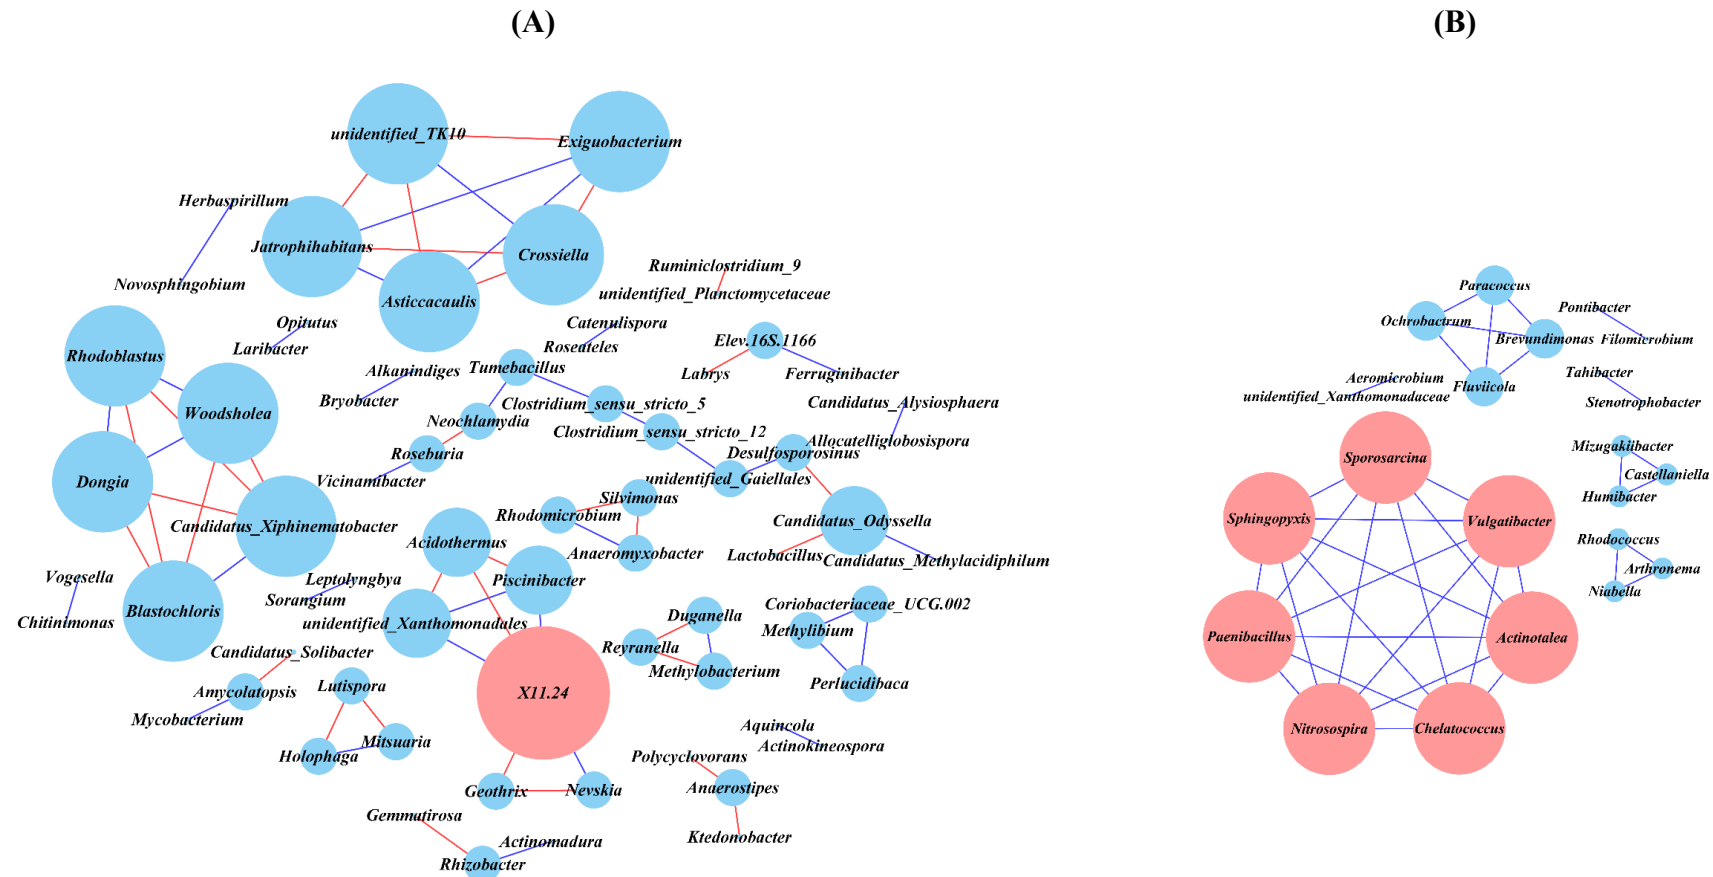 (A)
unidentified_TK10
Exiguobacterium
Herbaspirillum
Jatrophihabitans
Crossiella
Novosphingobium
Asticcacaulis
Ruminiclostridium_9
unidentified_Planctomycetaceae
Opitutus
Laribacter
Catenulispora
Roseateles
Elev.16S.1166
Labrys
Ferruginibacter
Rhodoblastus
Woodsholea
Alkanindiges
Bryobacter
Tumebacillus
Neochlamydia
Clostridium_sensu_stricto_5
Clostridium_sensu_stricto_12
Candidatus_Alysiosphaera
Allocatelliglobosispora
Desulfosporosinus
unidentified_Gaiellales
Roseburia
Vicinamibacter
Dongia
Candidatus_Xiphinematobacter
Silvimonas
Rhodomicrobium
Anaeromyxobacter
Candidatus_Odyssella
Lactobacillus
Candidatus_Methylacidiphilum
Acidothermus
Piscinibacter
unidentified_Xanthomonadales
Leptolyngbya
Sorangium
Vogesella
Chitinimonas
Blastochloris
Duganella
Reyranella
Methylobacterium
Coriobacteriaceae_UCG.002
Methylibium
Perlucidibaca
Candidatus_Solibacter
Amycolatopsis
Mycobacterium
Lutispora
Mitsuaria
Holophaga
X11.24
Geothrix
Nevskia
Aquincola
Actinokineospora
Polycyclovorans
Anaerostipes
Ktedonobacter
Gemmatirosa
Actinomadura
Rhizobacter
(B)
Paracoccus
Ochrobactrum
Brevundimonas
Fluviicola
Pontibacter
Filomicrobium
Aeromicrobium
unidentified_Xanthomonadaceae
Tahibacter
Stenotrophobacter
Sporosarcina
Sphingopyxis
Vulgatibacter
Mizugakiibacter
Castellaniella
Humibacter
Rhodococcus
Arthronema
Niabella
Paenibacillus
Actinotalea
Nitrosospira
Chelatococcus